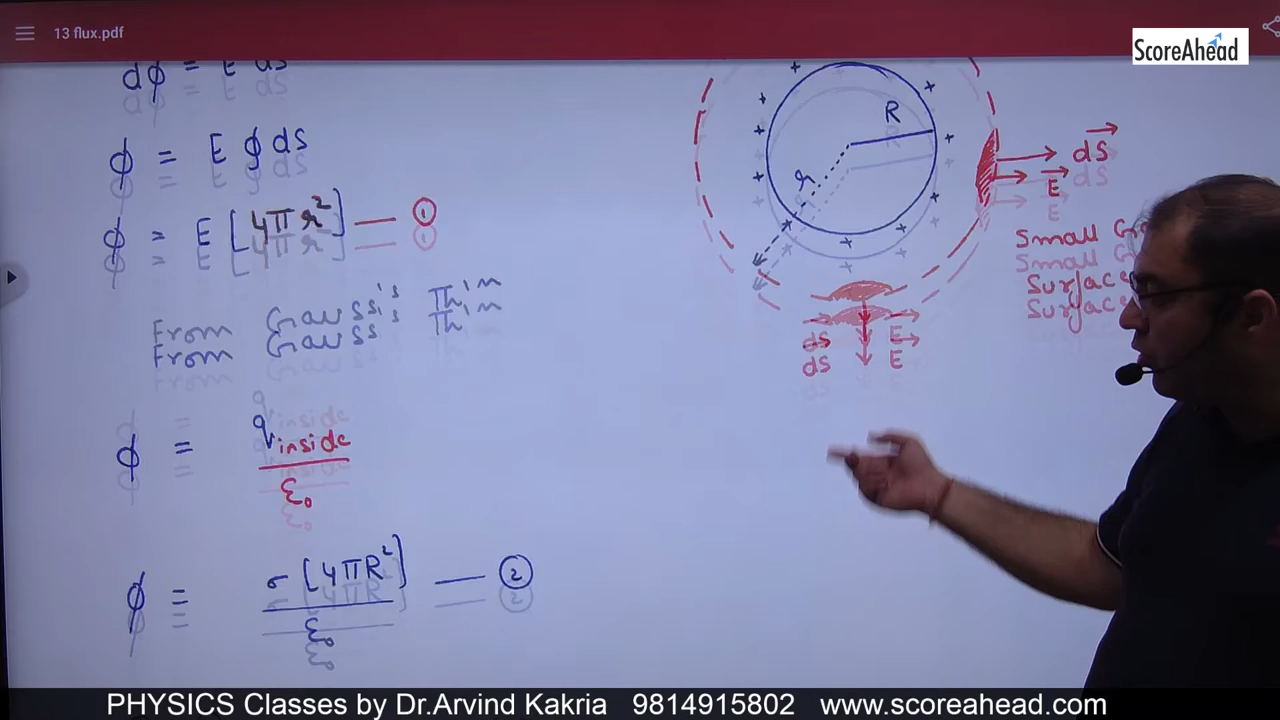 13 flux.pdf
ScoreAhead
dϕ = E ds
ϕ = E ∮ ds
ϕ = E [4πr²] — ①
From Gauss's Th'm
ϕ = q inside / ε₀
ϕ = σ [4πR²] / ε₀ — ②
R
r
dS
E
Small
Surface
ds E
PHYSICS Classes by Dr.Arvind Kakria 9814915802 www.scoreahead.com